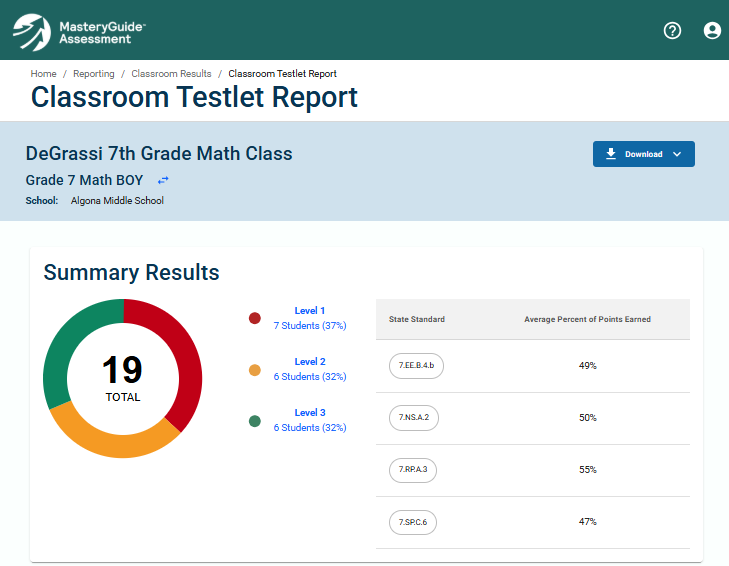 MasteryGuide™
Assessment
Home / Reporting / Classroom Results / Classroom Testlet Report
Classroom Testlet Report
DeGrassi 7th Grade Math Class
Download
Grade 7 Math BOY
School: Algona Middle School
Summary Results
19
TOTAL
Level 1
7 Students (37%)
Level 2
6 Students (32%)
Level 3
6 Students (32%)
State Standard Average Percent of Points Earned
7.EE.B.4.b 49%
7.NS.A.2 50%
7.RP.A.3 55%
7.SP.C.6 47%